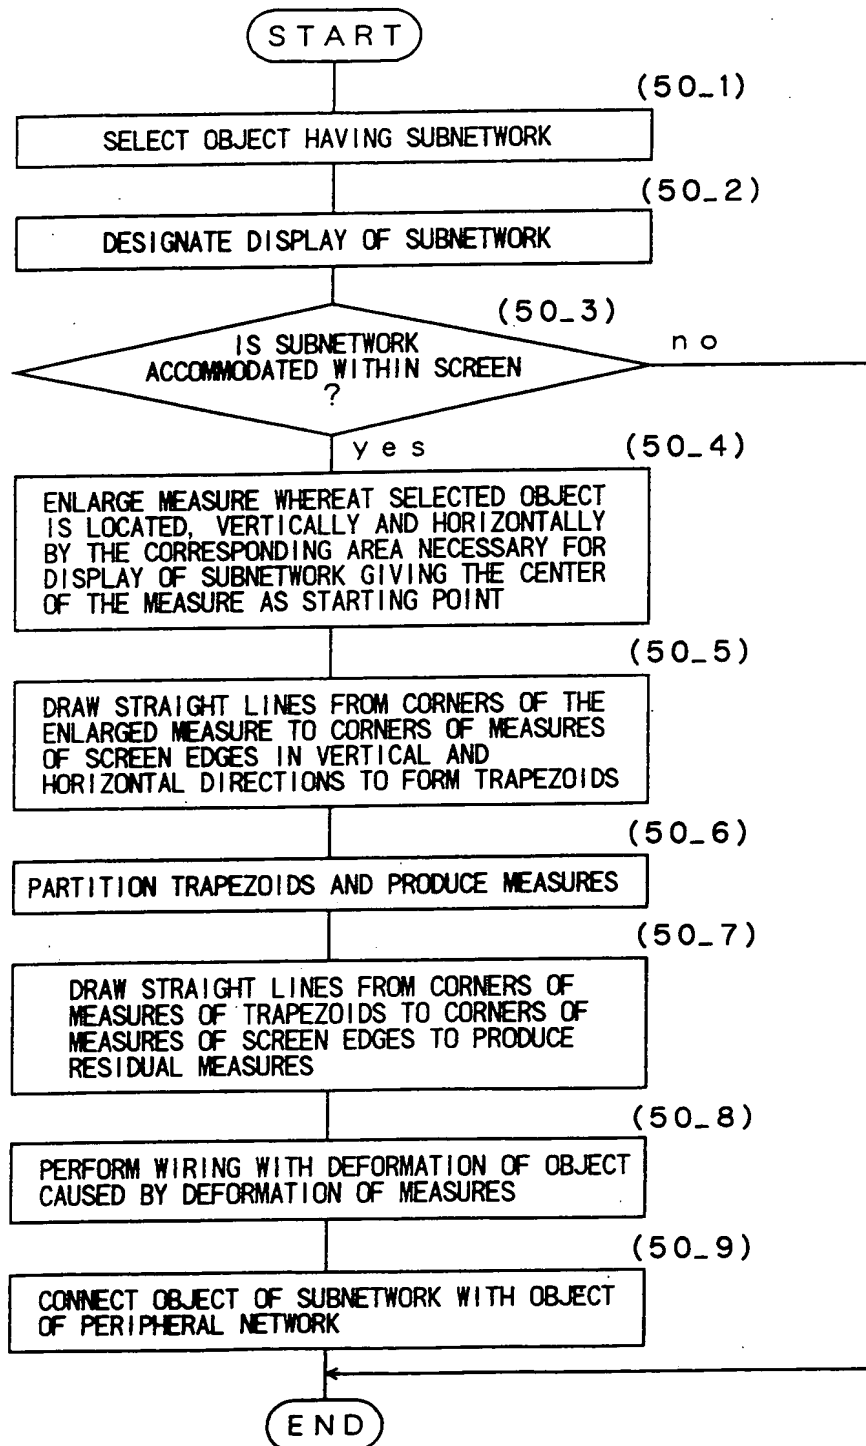 START
(50_1)
SELECT OBJECT HAVING SUBNETWORK
(50_2)
DESIGNATE DISPLAY OF SUBNETWORK
(50_3)
IS SUBNETWORK
ACCOMMODATED WITHIN SCREEN
?
no
yes
(50_4)
ENLARGE MEASURE WHEREAT SELECTED OBJECT
IS LOCATED, VERTICALLY AND HORIZONTALLY
BY THE CORRESPONDING AREA NECESSARY FOR
DISPLAY OF SUBNETWORK GIVING THE CENTER
OF THE MEASURE AS STARTING POINT
(50_5)
DRAW STRAIGHT LINES FROM CORNERS OF THE
ENLARGED MEASURE TO CORNERS OF MEASURES
OF SCREEN EDGES IN VERTICAL AND
HORIZONTAL DIRECTIONS TO FORM TRAPEZOIDS
(50_6)
PARTITION TRAPEZOIDS AND PRODUCE MEASURES
(50_7)
DRAW STRAIGHT LINES FROM CORNERS OF
MEASURES OF TRAPEZOIDS TO CORNERS OF
MEASURES OF SCREEN EDGES TO PRODUCE
RESIDUAL MEASURES
(50_8)
PERFORM WIRING WITH DEFORMATION OF OBJECT
CAUSED BY DEFORMATION OF MEASURES
(50_9)
CONNECT OBJECT OF SUBNETWORK WITH OBJECT
OF PERIPHERAL NETWORK
END